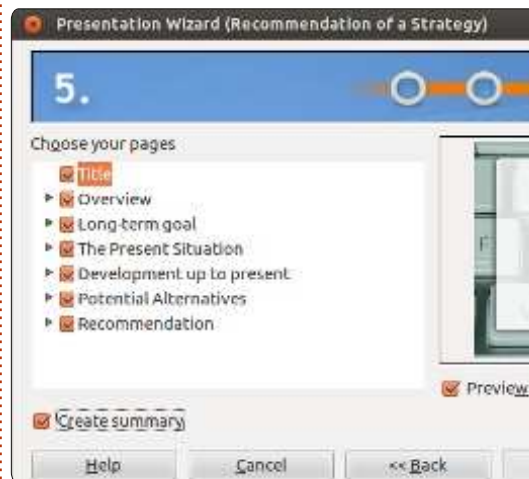 Presentation Wizard (Recommendation of a Strategy)
5.
Choose your pages
Title
Overview
Long-term goal
The Present Situation
Development up to present
Potential Alternatives
Recommendation
F
Preview
Create summary
Help Cancel << Back